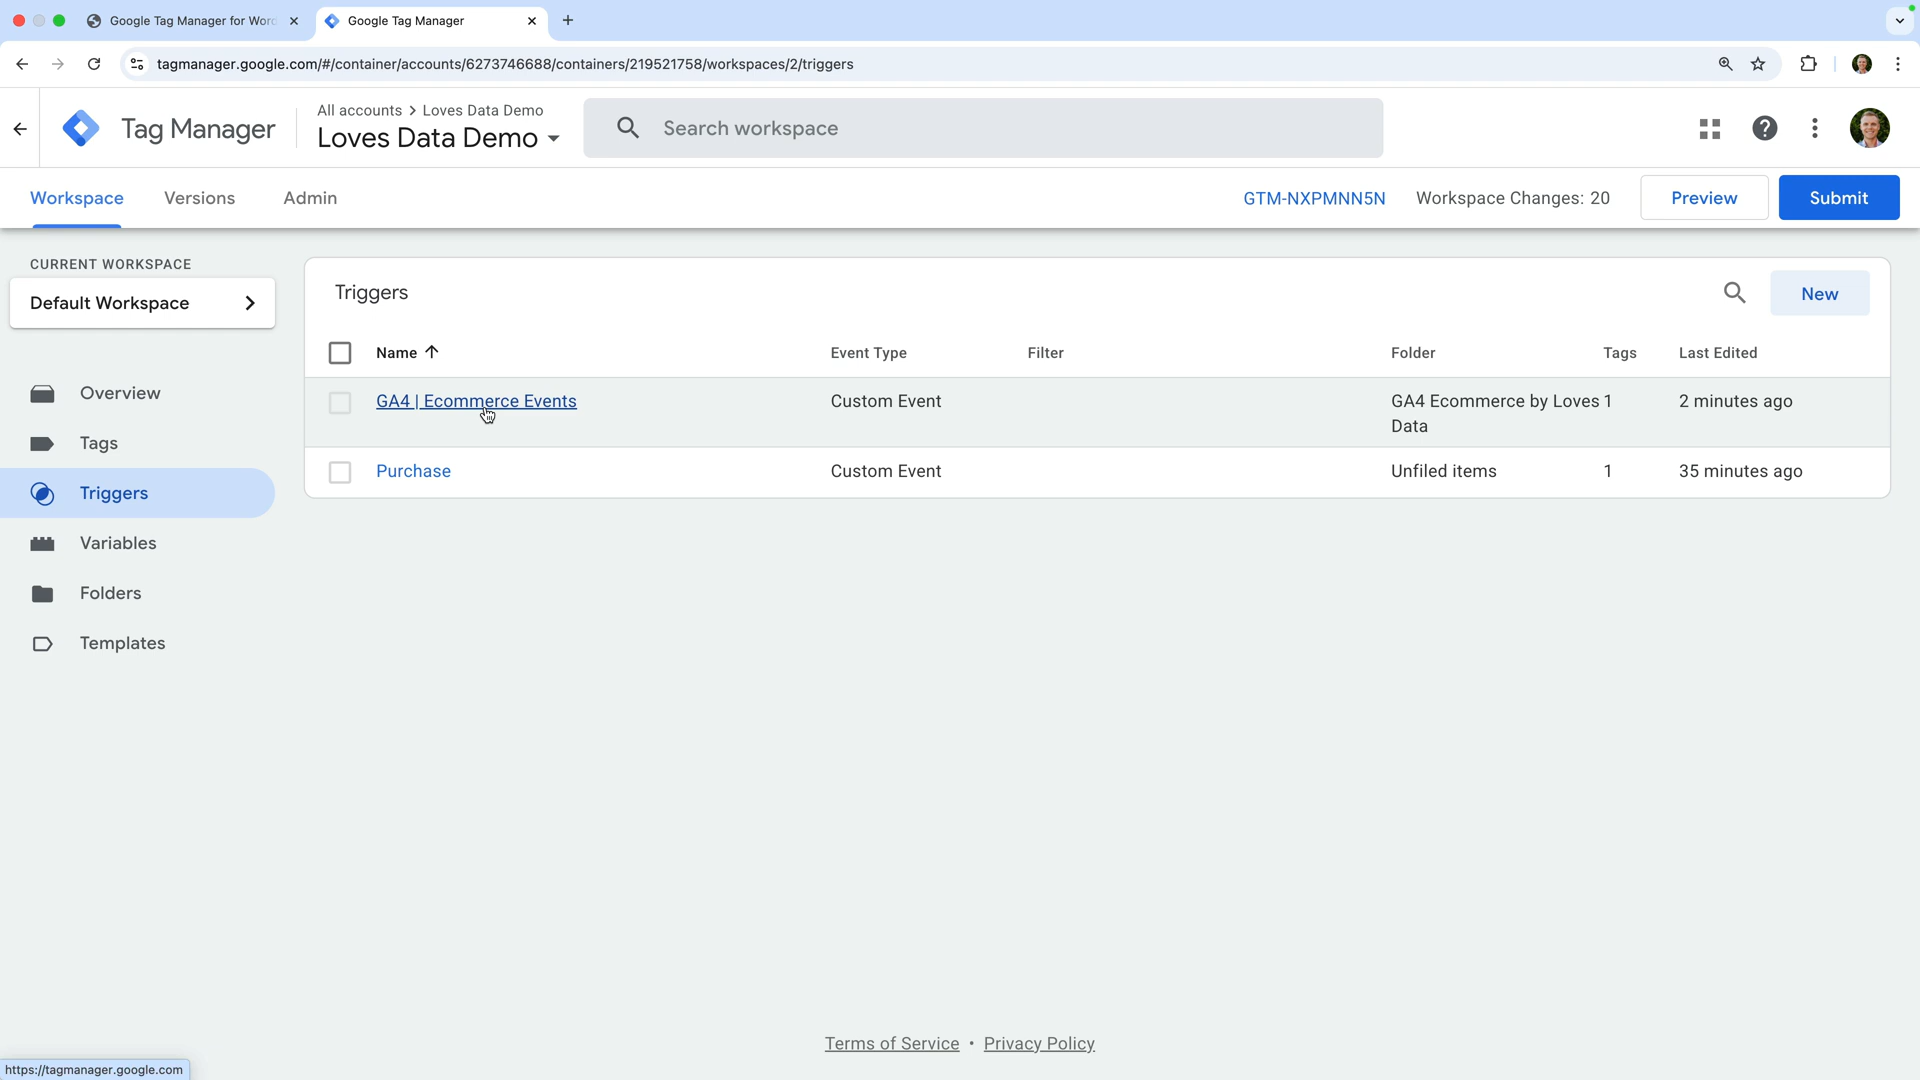 Google Tag Manager for Word
Google Tag Manager
tagmanager.google.com/#/container/accounts/6273746688/containers/219521758/workspaces/2/triggers
Tag Manager
All accounts > Loves Data Demo
Loves Data Demo
Search workspace
Workspace
Versions
Admin
GTM-NXPMNN5N
Workspace Changes: 20
Preview
Submit
CURRENT WORKSPACE
Default Workspace
Overview
Tags
Triggers
Variables
Folders
Templates
Triggers
New
Name
Event Type
Filter
Folder
Tags
Last Edited
GA4 | Ecommerce Events
Custom Event
GA4 Ecommerce by Loves
Data
1
2 minutes ago
Purchase
Custom Event
Unfiled items
1
35 minutes ago
Terms of Service • Privacy Policy
https://tagmanager.google.com